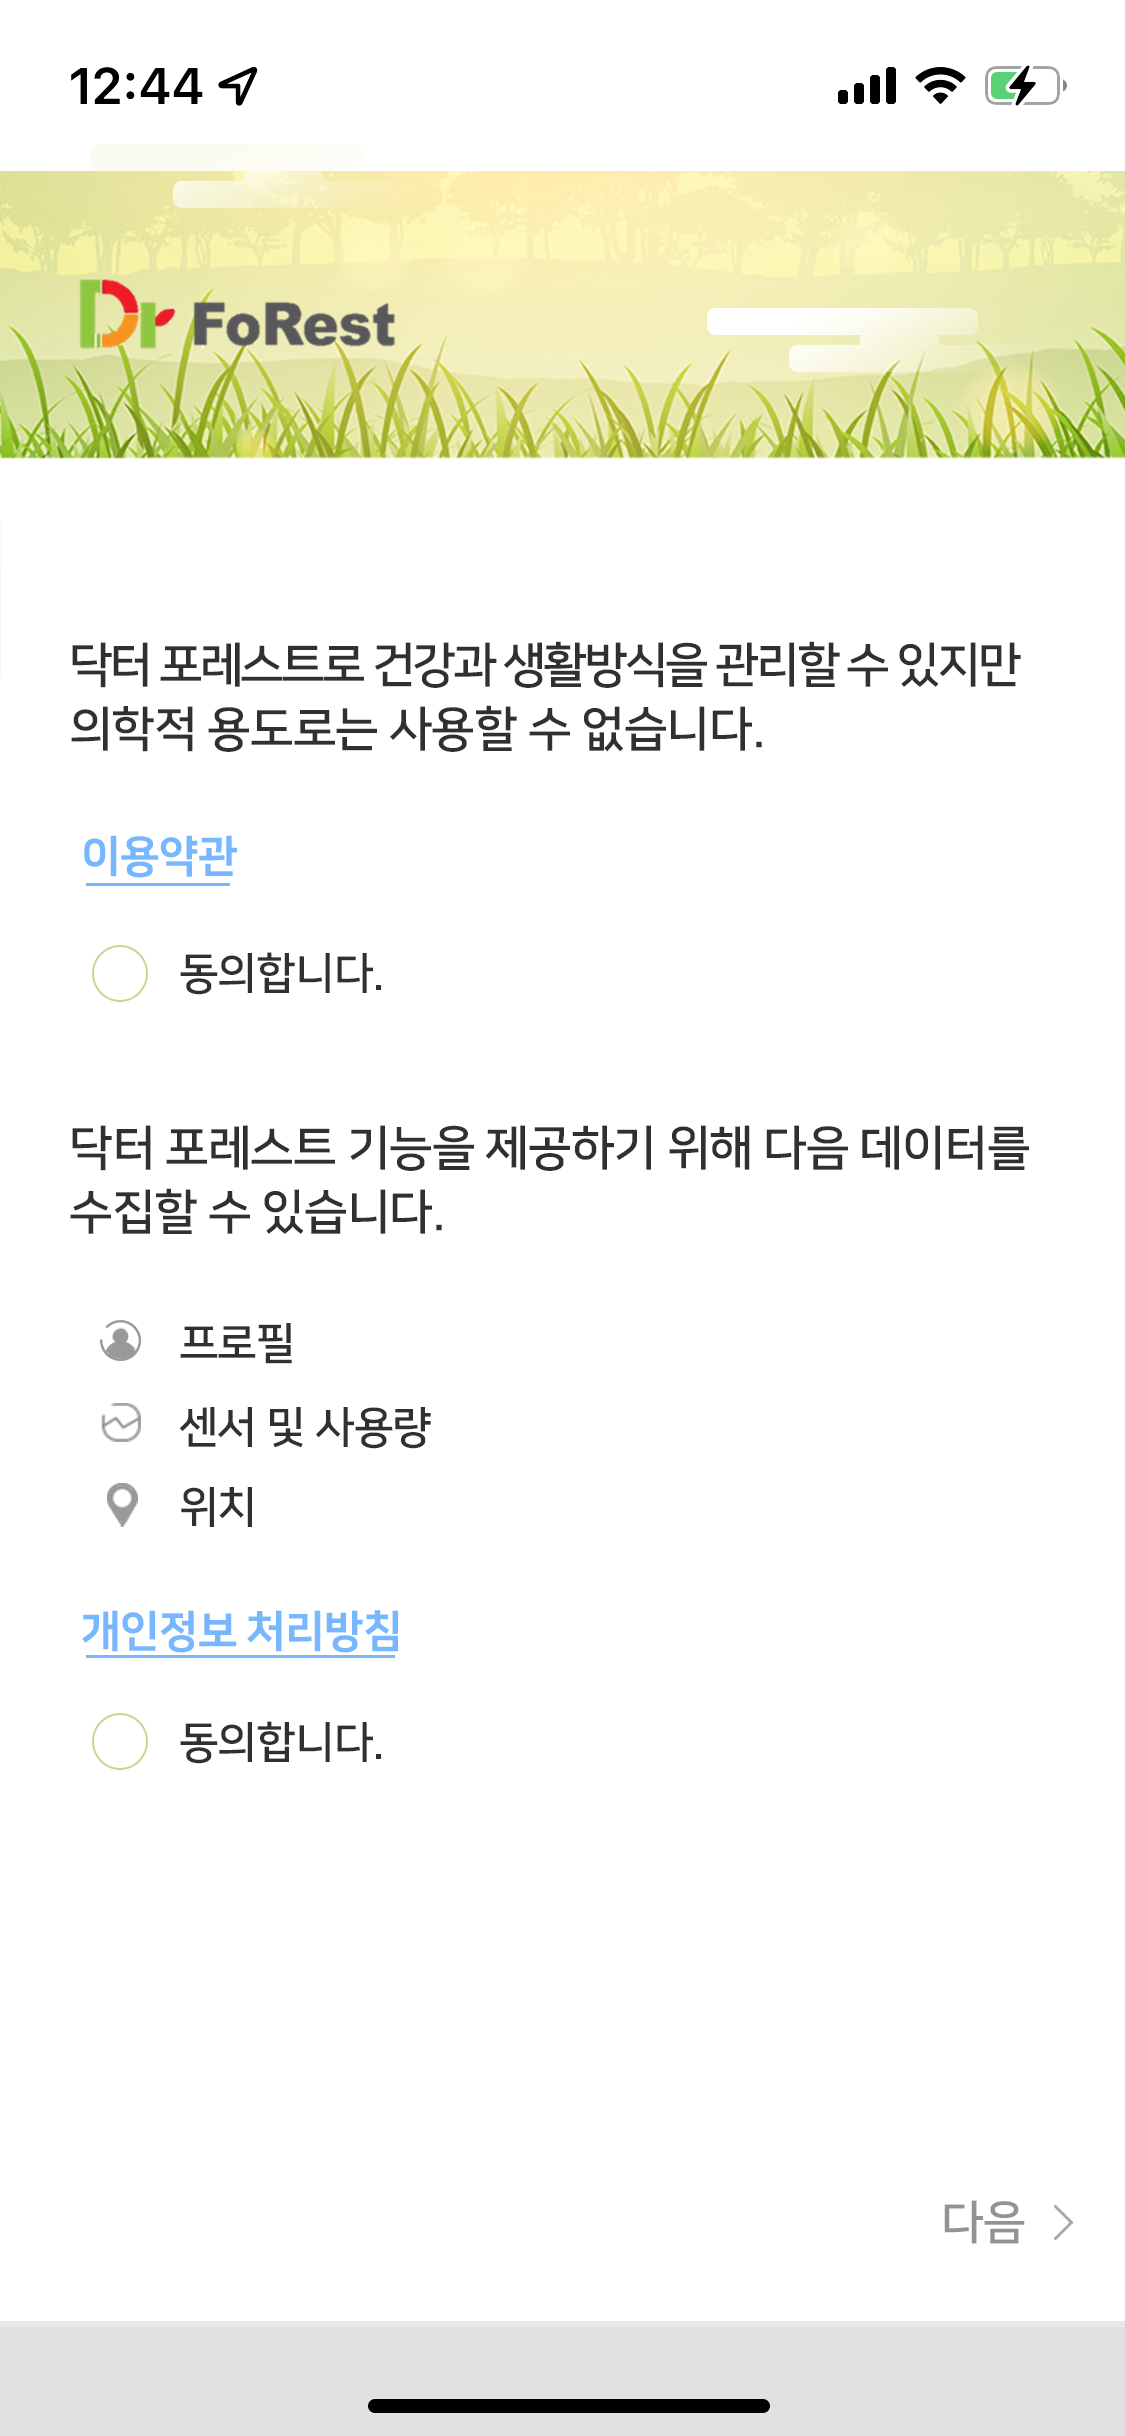 12:44
Dr FoRest
닥터 포레스트로 건강과 생활방식을 관리할 수 있지만
의학적 용도로는 사용할 수 없습니다.
이용약관
동의합니다.
닥터 포레스트 기능을 제공하기 위해 다음 데이터를
수집할 수 있습니다.
프로필
센서 및 사용량
위치
개인정보 처리방침
동의합니다.
다음